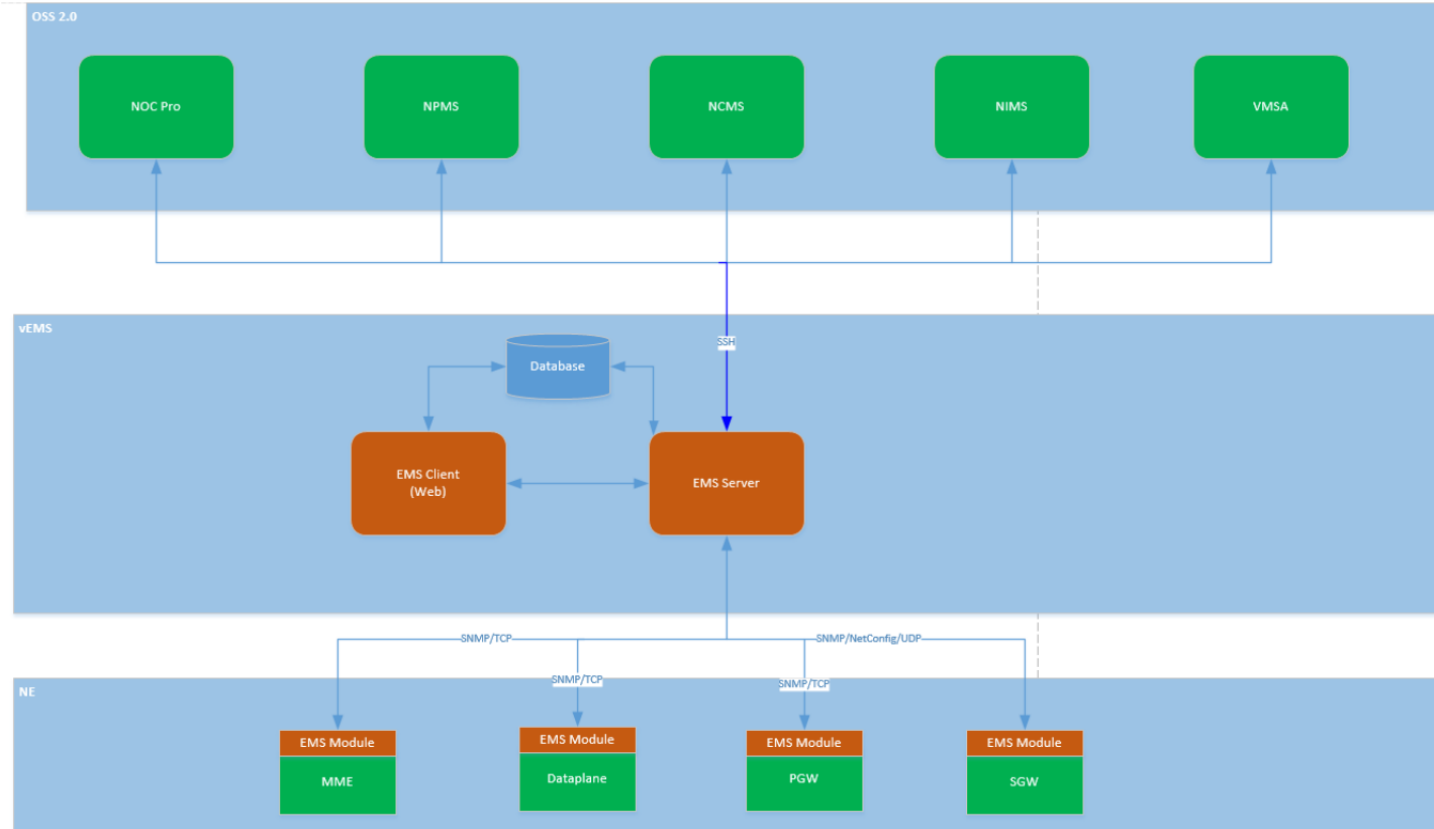 OSS 2.0
NOC Pro
NPMS
NCMS
NIMS
VMSA
vEMS
SSH
Database
EMS Client
(Web)
EMS Server
SNMP/TCP
SNMP/NetConfig/UDP
SNMP/TCP
SNMP/TCP
NE
EMS Module
MME
EMS Module
Dataplane
EMS Module
PGW
EMS Module
SGW